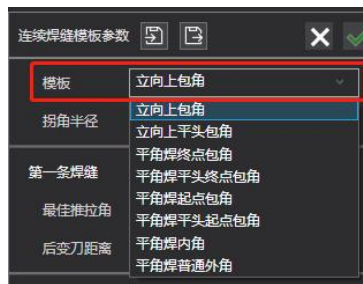 连续焊缝模板参数
模板 立向上包角
拐角半径
立向上包角
立向上平头包角
平角焊终点包角
平角焊平头终点包角
平角焊起点包角
平角焊平头起点包角
平角焊内角
平角焊普通外角
第一条焊缝
最佳推拉角
后变刀距离